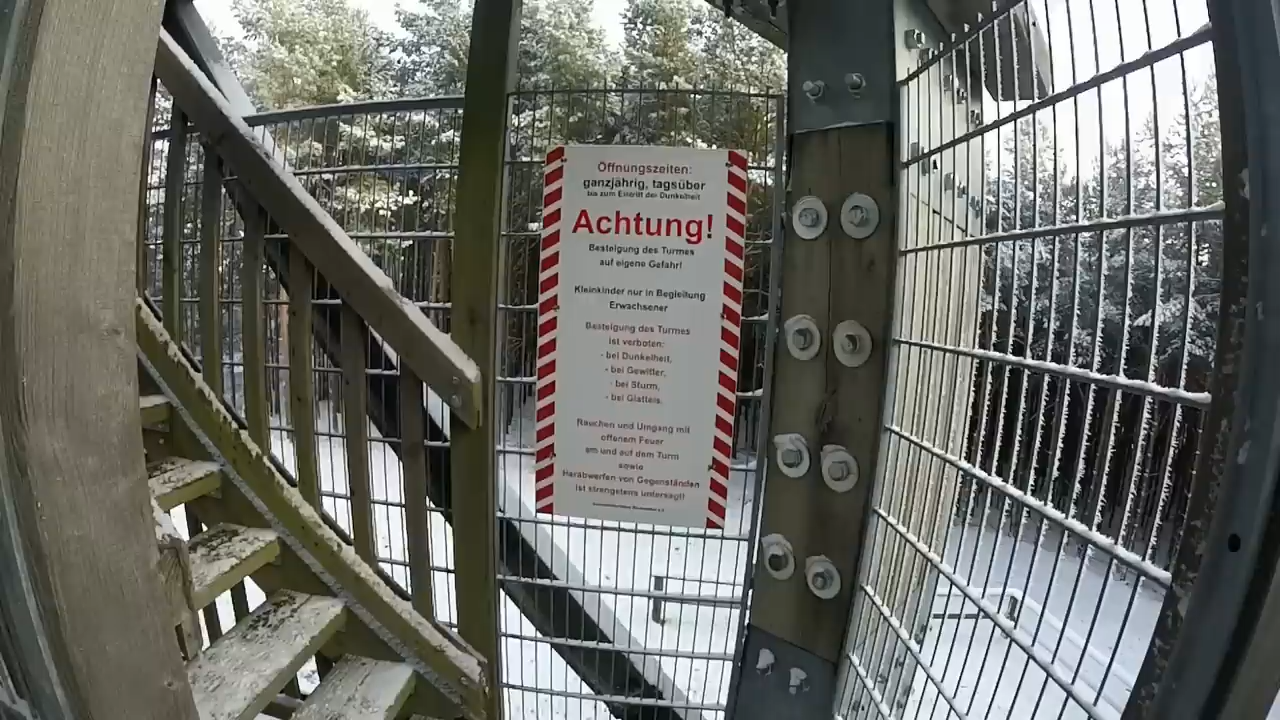 Öffnungszeiten:
ganzjährig, tagsüber
bis zum Eintritt der Dunkelheit
Achtung!
Besteigung des Turmes
auf eigene Gefahr!
Kleinkinder nur in Begleitung
Erwachsener
Besteigung des Turmes
ist verboten:
- bei Dunkelheit,
- bei Gewitter,
- bei Sturm,
- bei Glatteis.
Rauchen und Umgang mit
offenem Feuer
am und auf dem Turm
sowie
Herabwerfen von Gegenständen
ist strengstens untersagt!